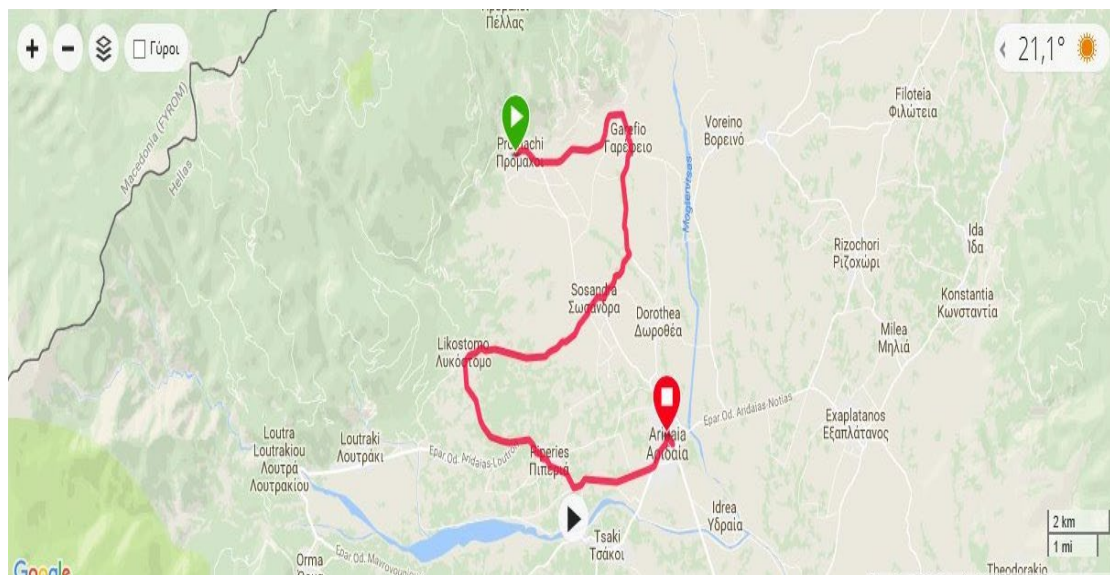 Πέλλας
Γύροι
21,1°
Filoteia
Φιλώτεια
Voreino
Βορεινό
Garefio
Γαρέφειο
Promachi
Πρόμαχοι
Macedonia (FYROM)
Hellas
Moglenitsas
Ida
Ίδα
Rizochori
Ριζοχώρι
Sosandra
Σωσάνδρα
Konstantia
Κωνσταντία
Dorothea
Δωροθέα
Milea
Μηλιά
Likostomo
Λυκόστομο
Epar Od. Aridaias-Notias
Exaplatanos
Εξαπλάτανος
Aridaia
Αριδαία
Loutra
Loutrakiou
Λουτρά
Λουτρακίου
Loutraki
Λουτράκι
Epar Od. Aridaias-Loutron
Piperies
Πιπεριά
Idrea
Υδραία
Tsaki
Τσάκοι
2 km
1 mi
Orma
Epar Od. Mavrovouniou
Theodorakio
Google